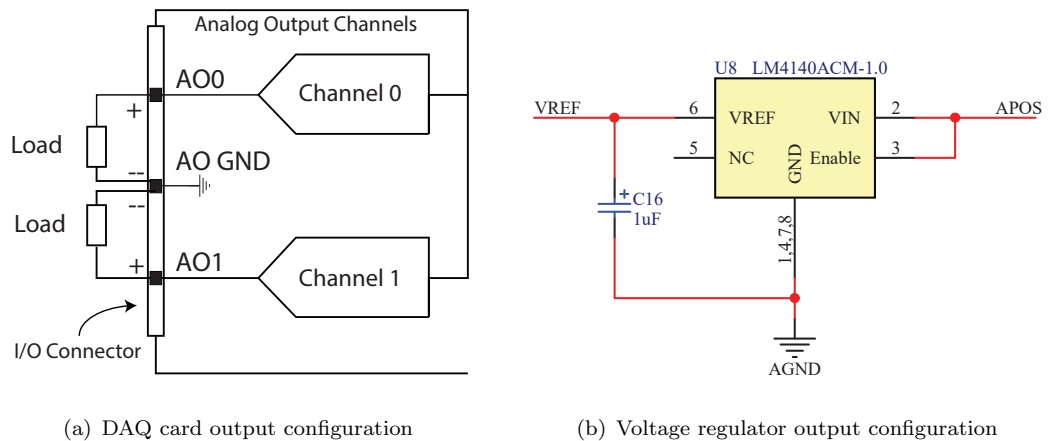 Analog Output Channels
AO0
Channel 0
+
Load
--
AO GND
--
Load
+
AO1
Channel 1
I/O Connector
(a) DAQ card output configuration
U8 LM4140ACM-1.0
VREF
6
VREF
VIN
2
APOS
5
NC
GND
Enable
3
+
C16
1uF
1,4,7,8
AGND
(b) Voltage regulator output configuration